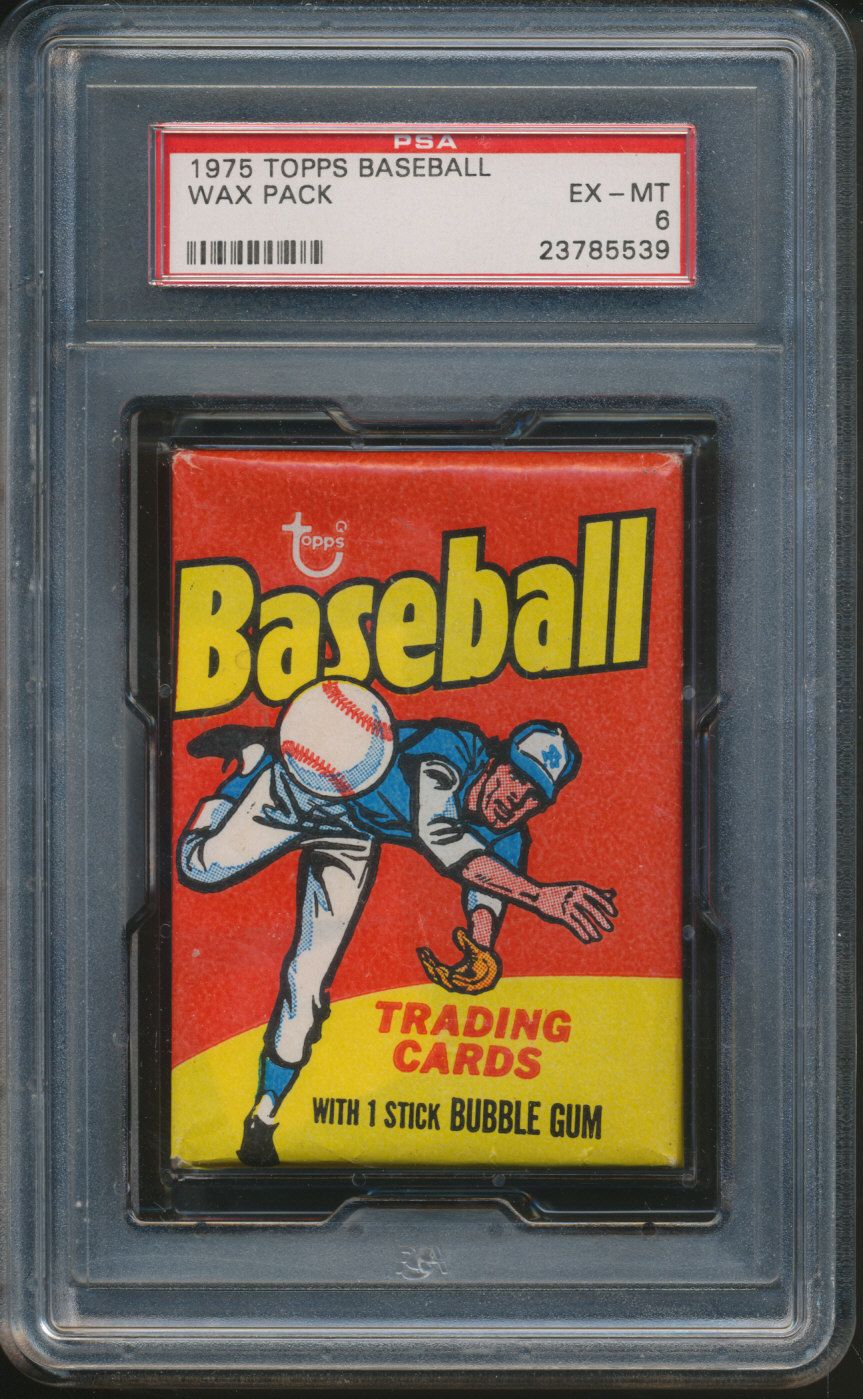 PSA
1975 TOPPS BASEBALL
WAX PACK EX-MT
6
23785539
topps
Baseball
TRADING
CARDS
WITH 1 STICK BUBBLE GUM
PSA